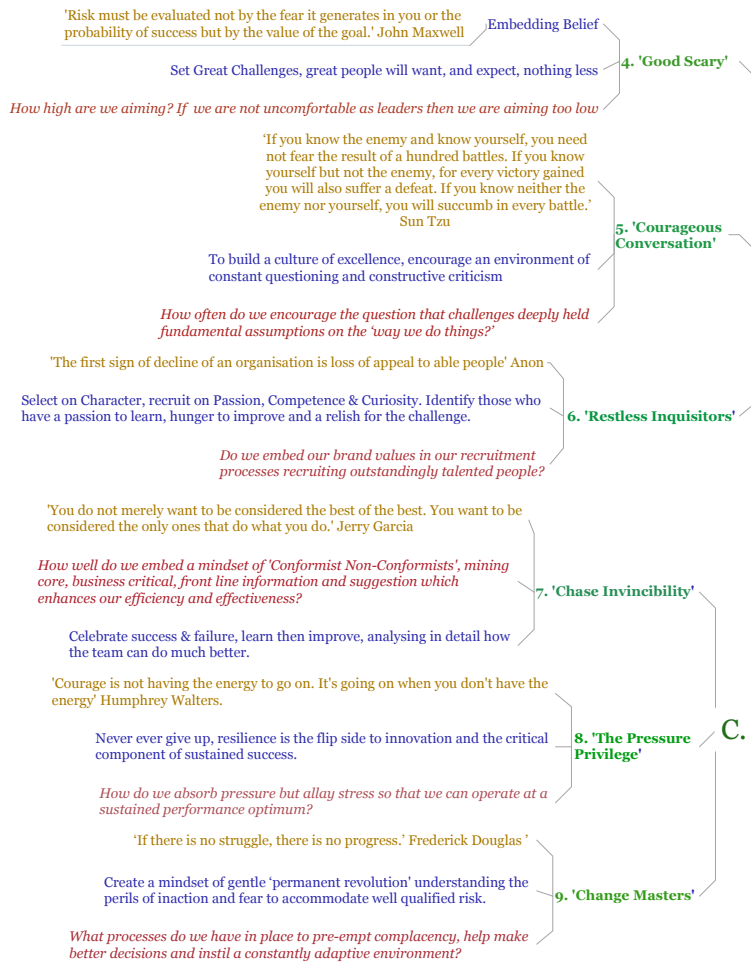 'Risk must be evaluated not by the fear it generates in you or the
probability of success but by the value of the goal.' John Maxwell
Embedding Belief
Set Great Challenges, great people will want, and expect, nothing less
4. 'Good Scary'
How high are we aiming? If  we are not uncomfortable as leaders then we are aiming too low
‘If you know the enemy and know yourself, you need
not fear the result of a hundred battles. If you know
yourself but not the enemy, for every victory gained
you will also suffer a defeat. If you know neither the
enemy nor yourself, you will succumb in every battle.’
Sun Tzu
5. 'Courageous
Conversation'
To build a culture of excellence, encourage an environment of
constant questioning and constructive criticism
How often do we encourage the question that challenges deeply held
fundamental assumptions on the ‘way we do things?’
'The first sign of decline of an organisation is loss of appeal to able people' Anon
Select on Character, recruit on Passion, Competence & Curiosity. Identify those who
have a passion to learn, hunger to improve and a relish for the challenge.
6. 'Restless Inquisitors'
Do we embed our brand values in our recruitment
processes recruiting outstandingly talented people?
'You do not merely want to be considered the best of the best. You want to be
considered the only ones that do what you do.' Jerry Garcia
How well do we embed a mindset of 'Conformist Non-Conformists', mining
core, business critical, front line information and suggestion which
enhances our efficiency and effectiveness?
7. 'Chase Invincibility'
Celebrate success & failure, learn then improve, analysing in detail how
the team can do much better.
'Courage is not having the energy to go on. It's going on when you don't have the
energy' Humphrey Walters.
Never ever give up, resilience is the flip side to innovation and the critical
component of sustained success.
8. 'The Pressure
Privilege'
C.
How do we absorb pressure but allay stress so that we can operate at a
sustained performance optimum?
‘If there is no struggle, there is no progress.’ Frederick Douglas ’
Create a mindset of gentle ‘permanent revolution' understanding the
perils of inaction and fear to accommodate well qualified risk.
9. 'Change Masters'
What processes do we have in place to pre-empt complacency, help make
better decisions and instil a constantly adaptive environment?